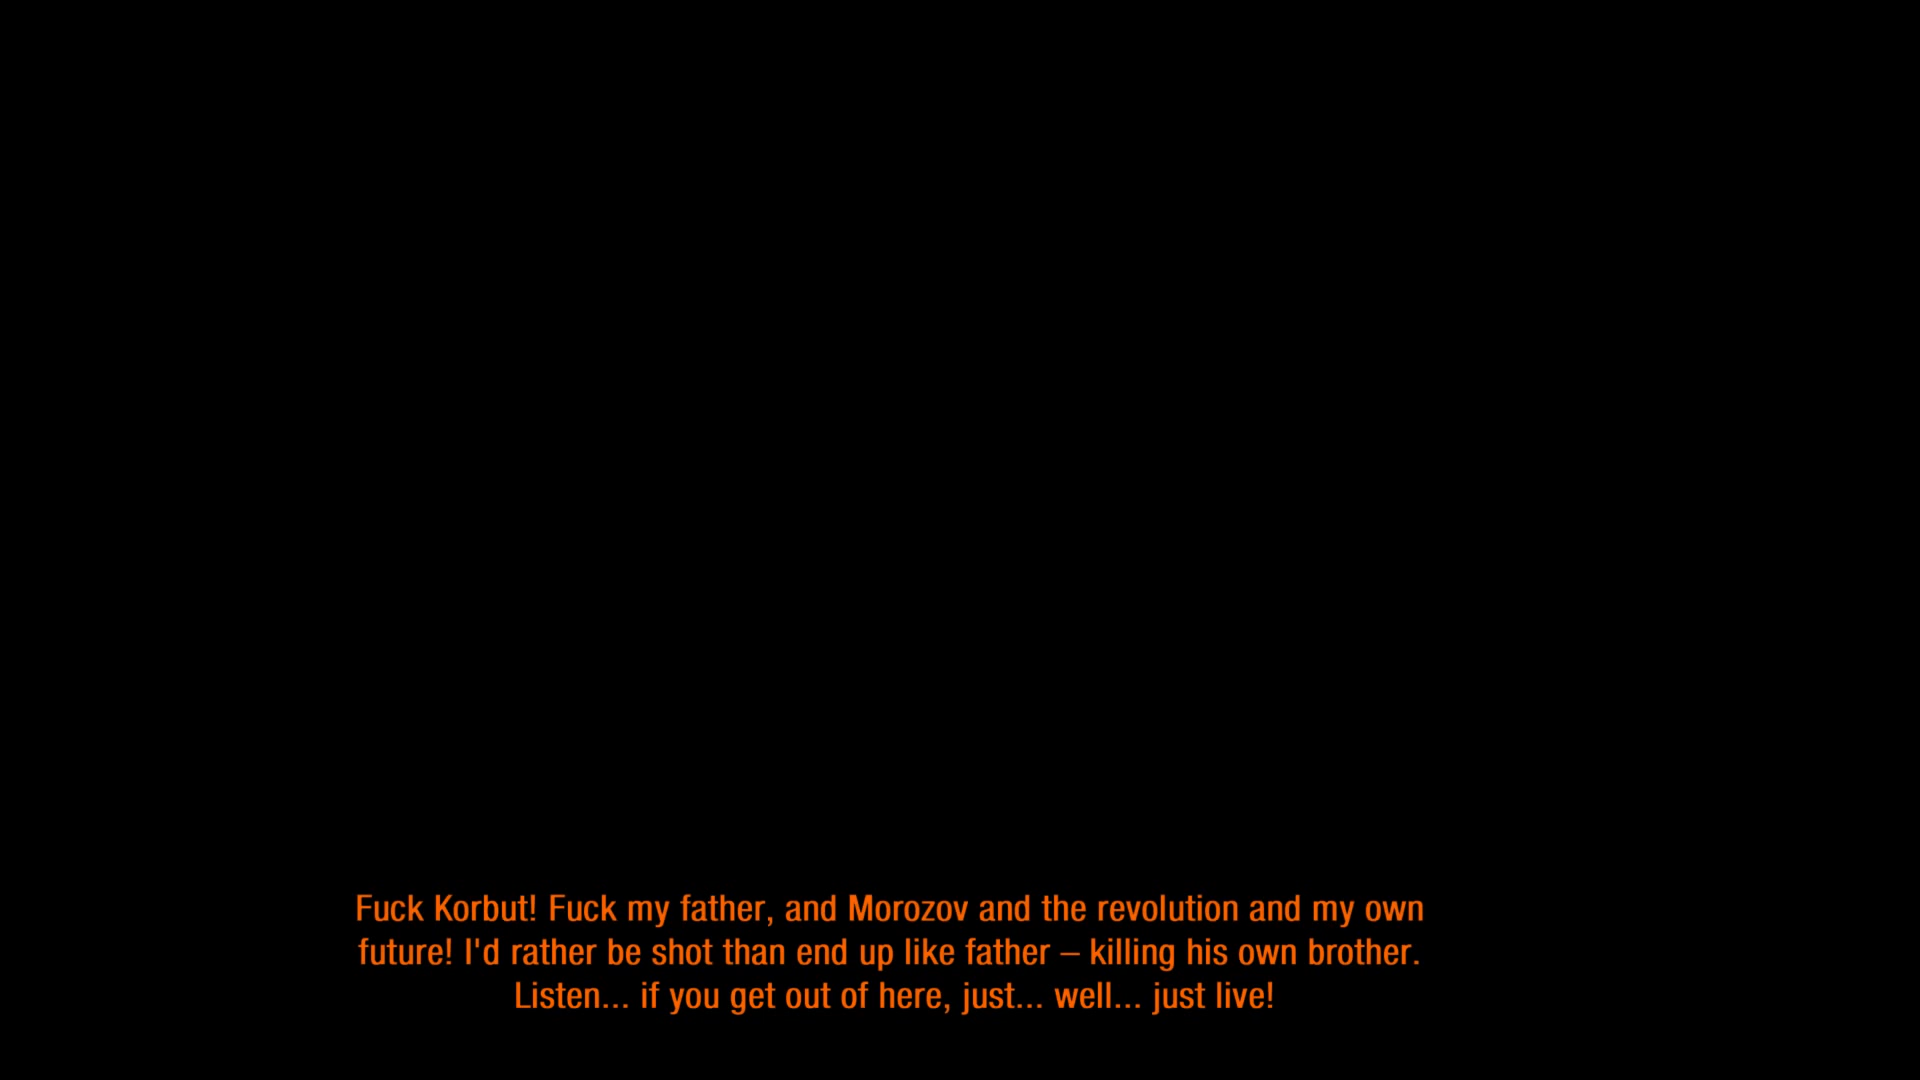 Fuck Korbut! Fuck my father, and Morozov and the revolution and my own
future! I'd rather be shot than end up like father – killing his own brother.
Listen... if you get out of here, just... well... just live!